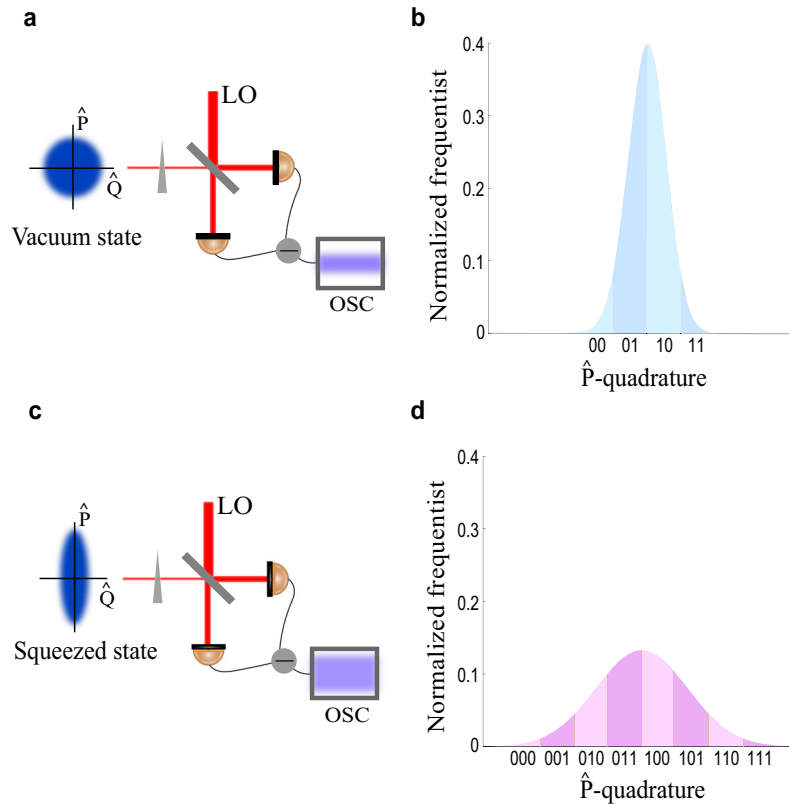 a
P̂
Q̂
LO
Vacuum state
OSC
b
Normalized frequentist
0.4
0.3
0.2
0.1
0
00 01 10 11
P̂-quadrature
c
P̂
Q̂
LO
Squeezed state
OSC
d
Normalized frequentist
0.4
0.3
0.2
0.1
0
000 001 010 011 100 101 110 111
P̂-quadrature